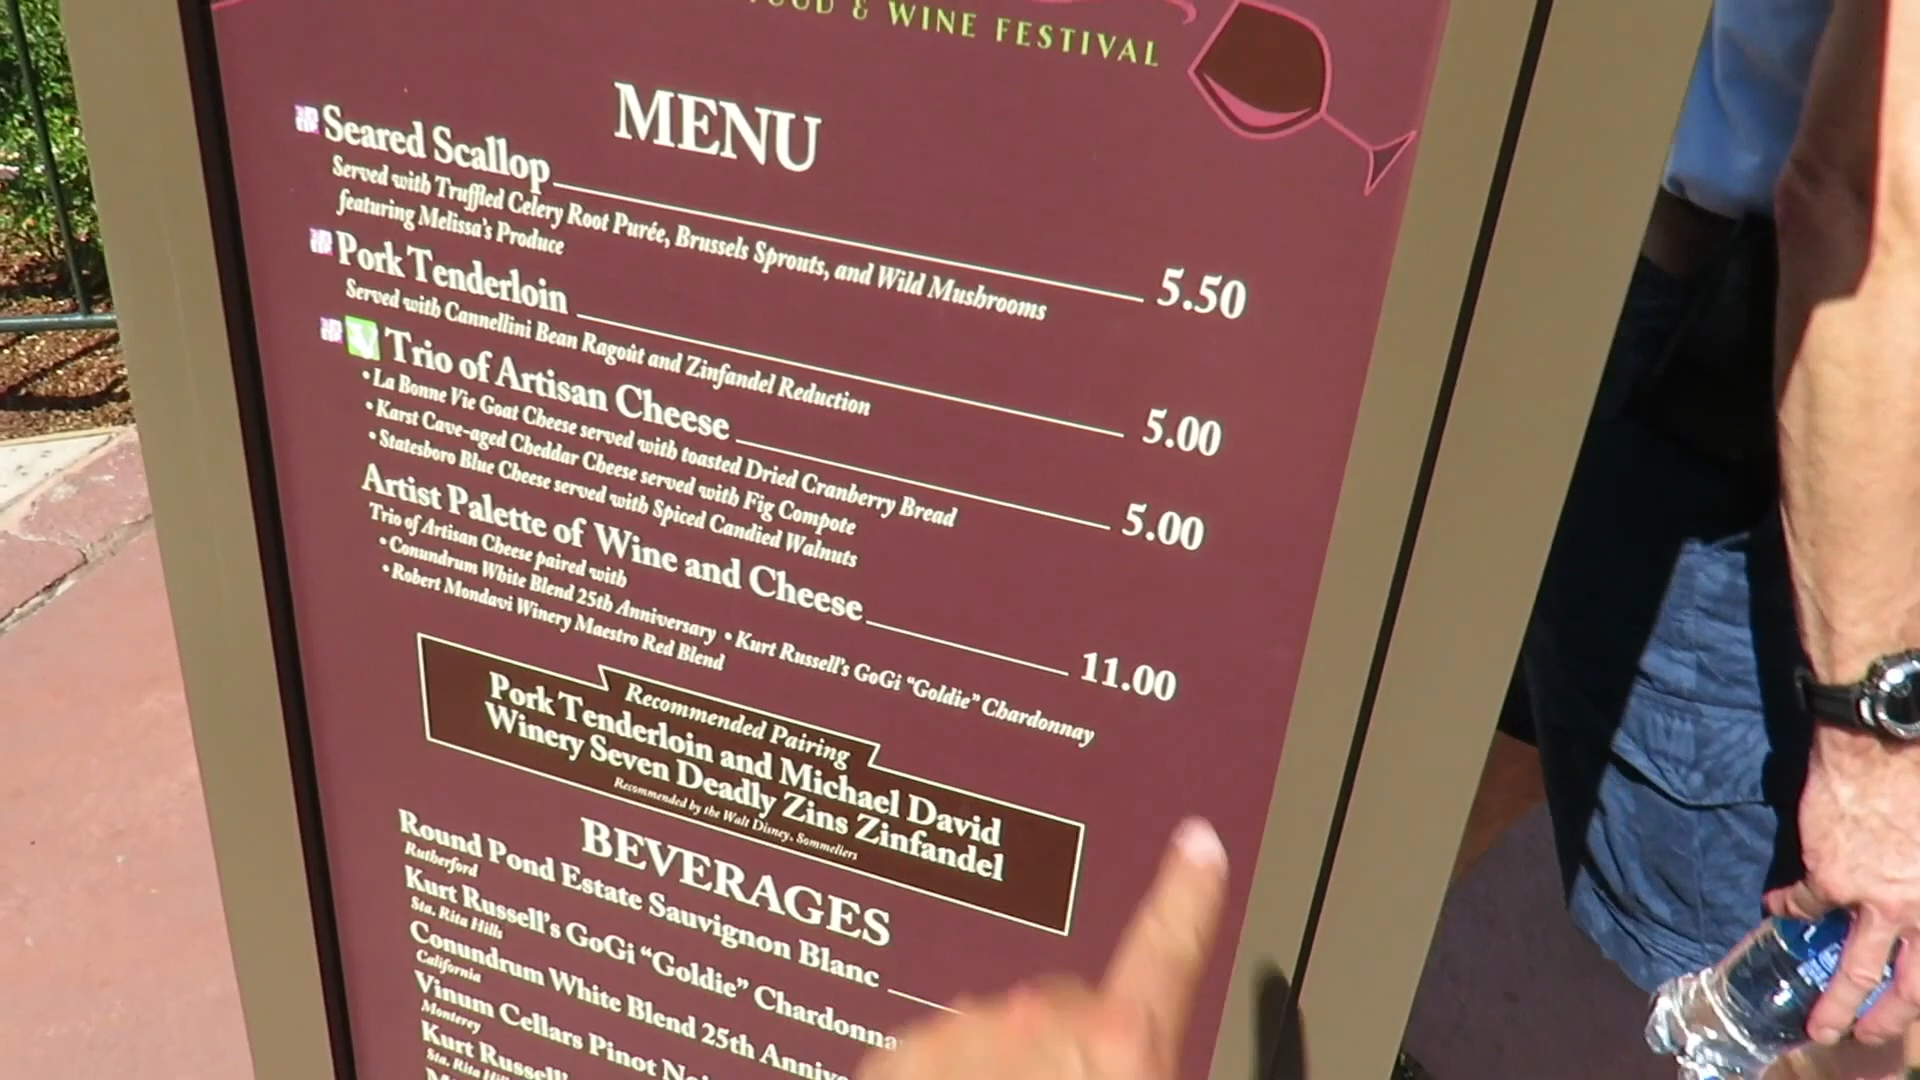 & WINE FESTIVAL
MENU
Seared Scallop 5.50
Served with Truffled Celery Root Purée, Brussels Sprouts, and Wild Mushrooms
featuring Melissa's Produce
Pork Tenderloin 5.00
Served with Cannellini Bean Ragoût and Zinfandel Reduction
V Trio of Artisan Cheese 5.00
• La Bonne Vie Goat Cheese served with toasted Dried Cranberry Bread
• Karst Cave-aged Cheddar Cheese served with Fig Compote
• Statesboro Blue Cheese served with Spiced Candied Walnuts
Artist Palette of Wine and Cheese 11.00
Trio of Artisan Cheese paired with
• Conundrum White Blend 25th Anniversary • Kurt Russell's GoGi "Goldie" Chardonnay
• Robert Mondavi Winery Maestro Red Blend
Recommended Pairing
Pork Tenderloin and Michael David
Winery Seven Deadly Zins Zinfandel
Recommended by the Walt Disney® Sommeliers
BEVERAGES
Round Pond Estate Sauvignon Blanc
Rutherford
Kurt Russell's GoGi "Goldie"
Sta. Rita Hills
Conundrum White Blend 25th
California
Vinum Cellars Pinot
Monterey
Kurt
Sta. Rita